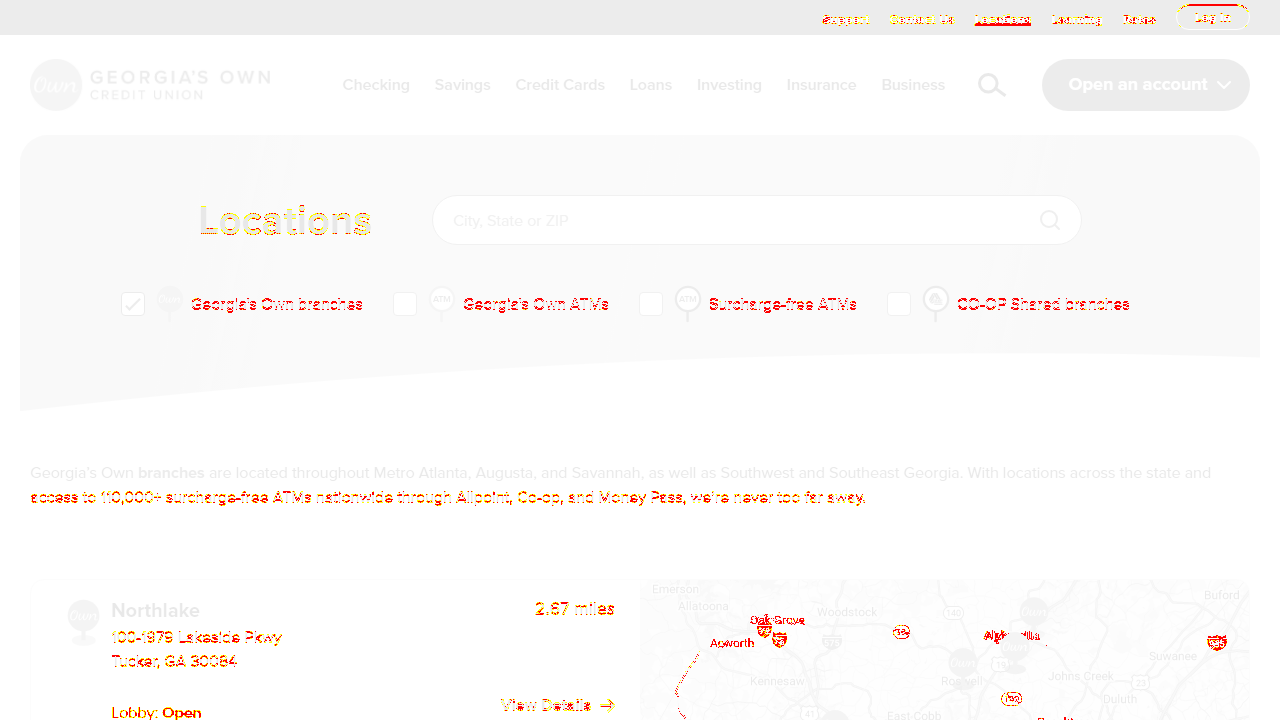 Support Contact Us Locations Learning News Log In
Own GEORGIA'S OWN
CREDIT UNION
Checking Savings Credit Cards Loans Investing Insurance Business Open an account
Locations City, State or ZIP
Georgia's Own branches ATM Georgia's Own ATMs ATM Surcharge-free ATMs CO-OP Shared branches
Georgia's Own branches are located throughout Metro Atlanta, Augusta, and Savannah, as well as Southwest and Southeast Georgia. With locations across the state and
access to 110,000+ surcharge-free ATMs nationwide through Allpoint, Co-op, and Money Pass, we're never too far away.
Own Northlake 2.67 miles
100-1979 Lakeside Pkwy
Tucker, GA 30084
View Details
Lobby: Open
Emerson
Buford
Allatoona
Woodstock
140
Oak Grove
Acworth
575
Alpharetta
Suwanee
Kennesaw
Roswell
Johns Creek
23
Duluth
41
East Cobb